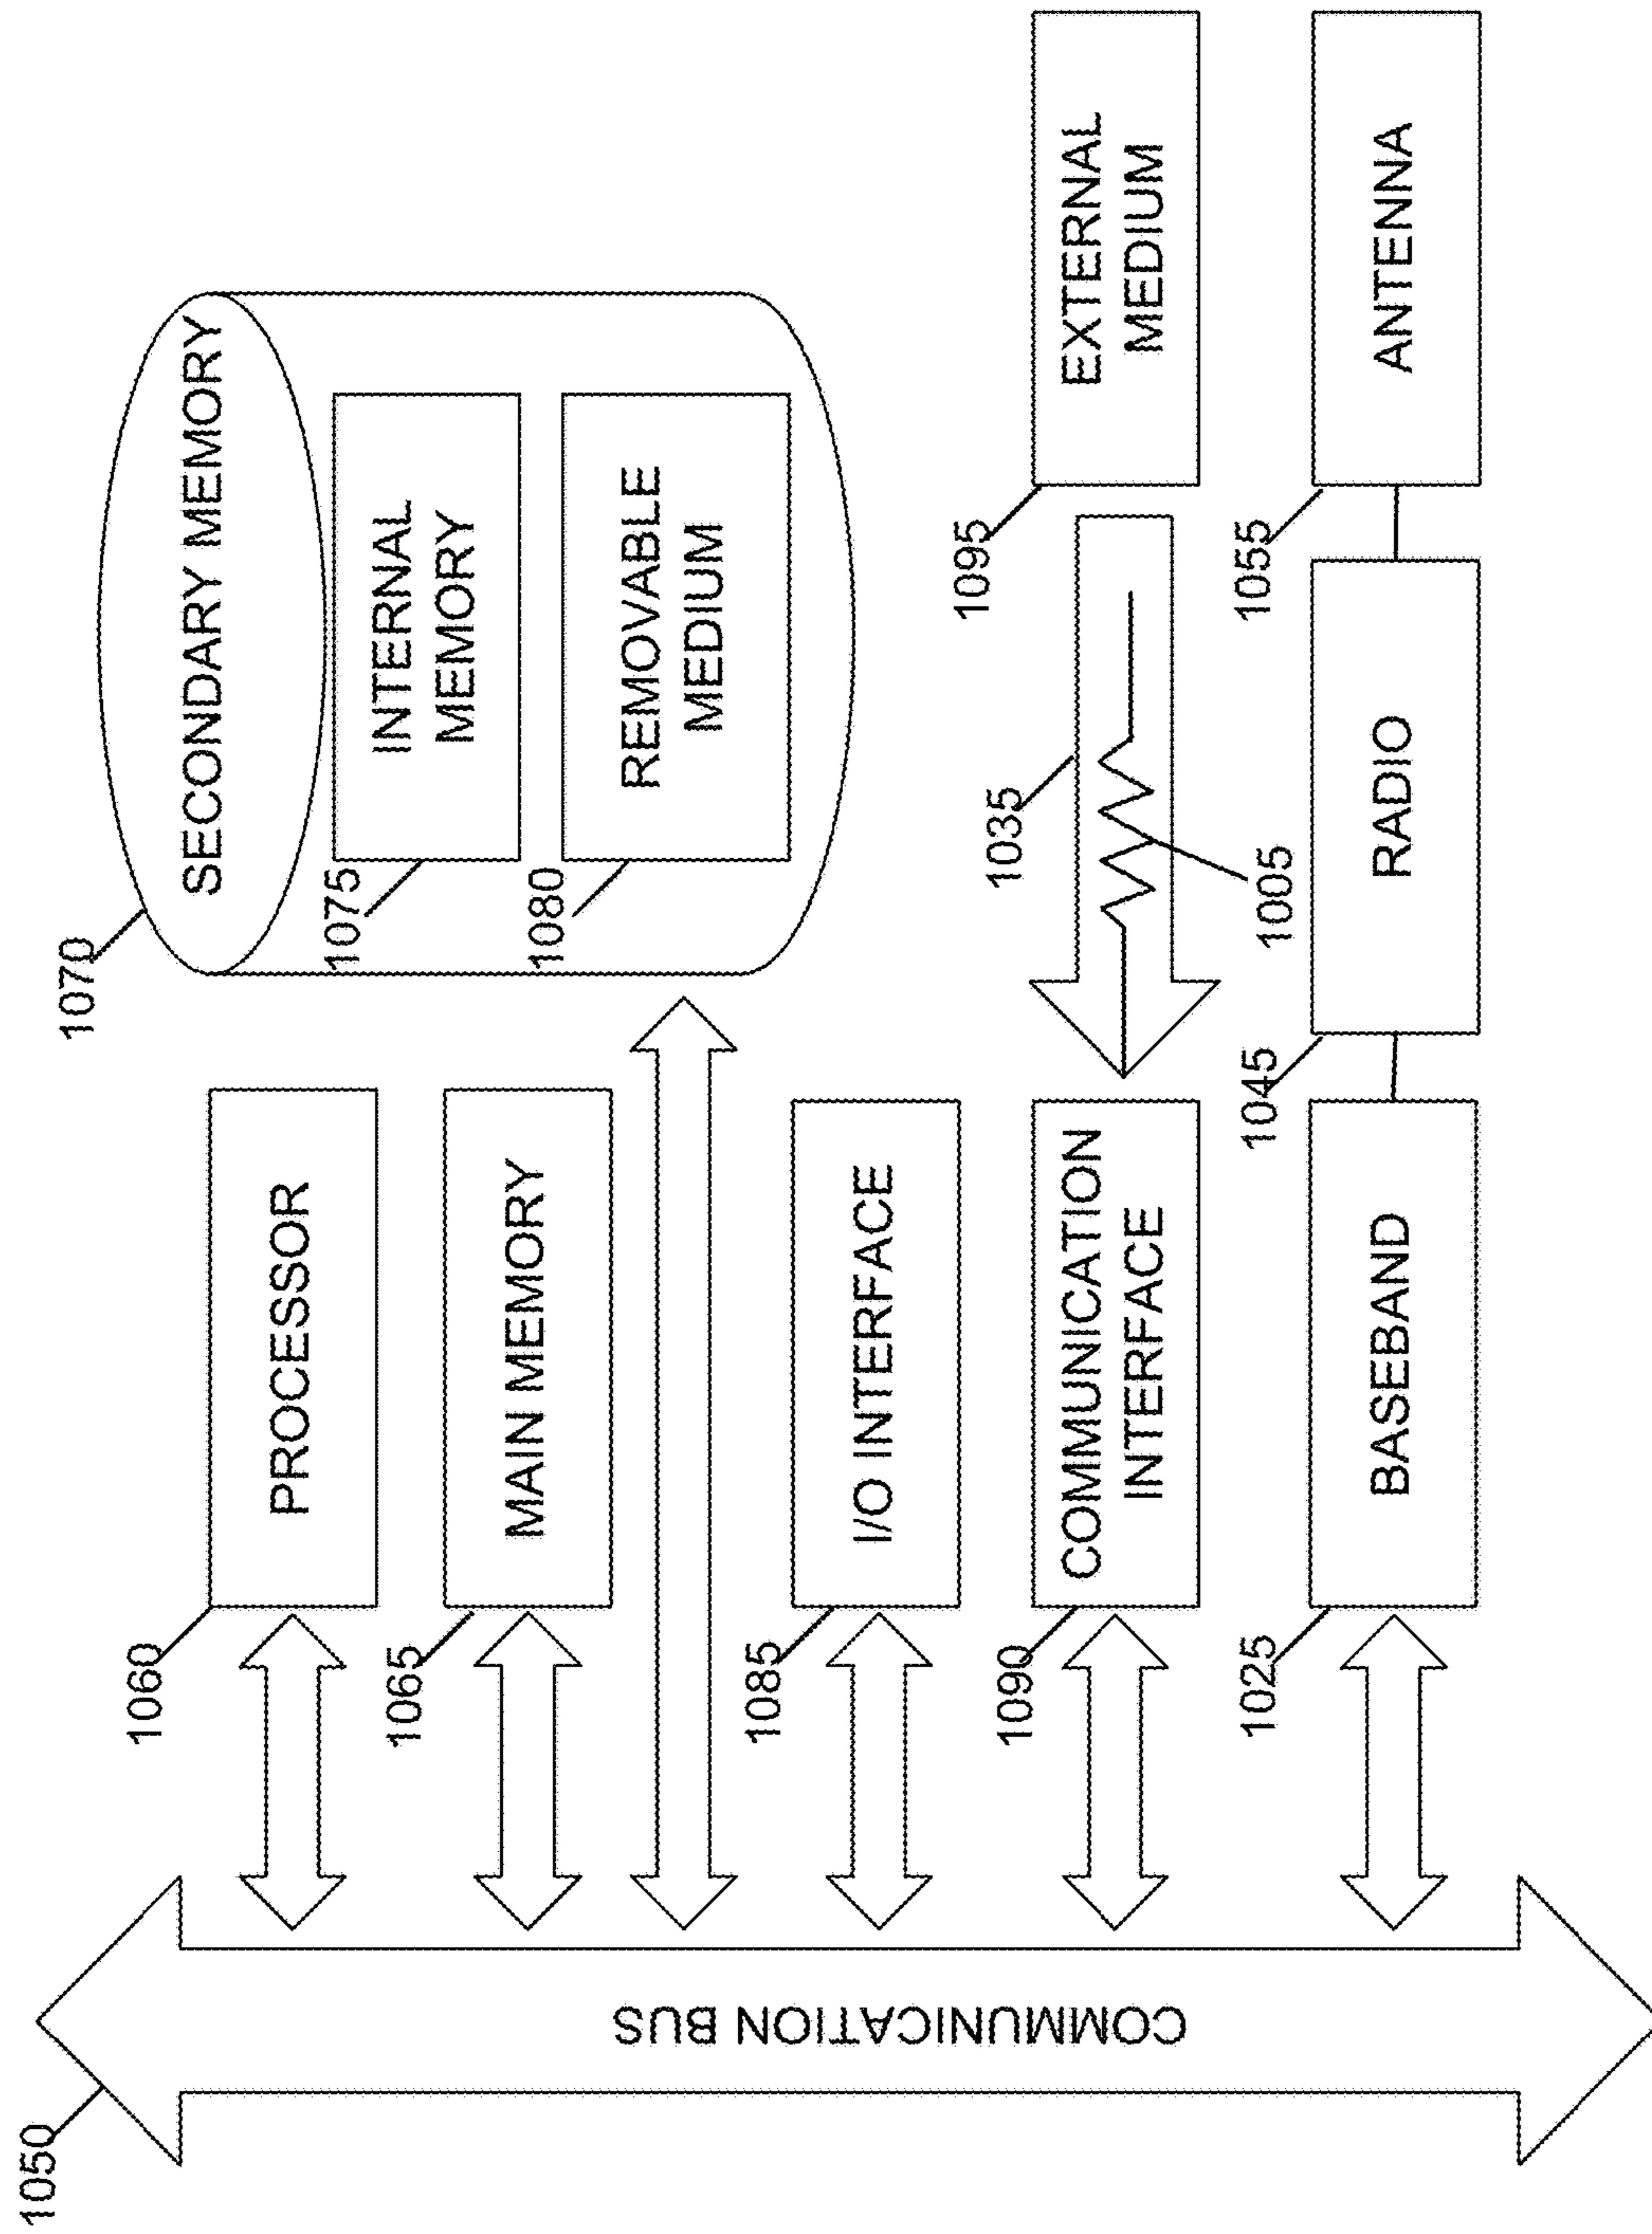 1050
COMMUNICATION BUS
1060
PROCESSOR
1065
MAIN MEMORY
1070
SECONDARY MEMORY
1075
INTERNAL
MEMORY
1080
REMOVABLE
MEDIUM
1085
I/O INTERFACE
1090
COMMUNICATION
INTERFACE
1035
1005
1095
EXTERNAL
MEDIUM
1025
BASEBAND
1045
RADIO
1055
ANTENNA